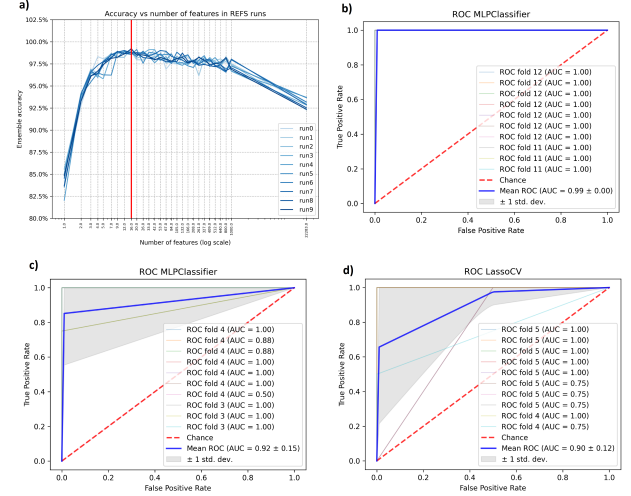 a)
Accuracy vs number of features in REFS runs
102.5%
100.0%
97.5%
95.0%
92.5%
90.0%
87.5%
85.0%
82.5%
80.0%
Ensemble accuracy
Number of features (log scale)
run0
run1
run2
run3
run4
run5
run6
run7
run8
run9
b)
ROC MLPClassifier
1.0
0.8
0.6
0.4
0.2
0.0
True Positive Rate
ROC fold 12 (AUC = 1.00)
ROC fold 12 (AUC = 1.00)
ROC fold 12 (AUC = 1.00)
ROC fold 12 (AUC = 1.00)
ROC fold 12 (AUC = 1.00)
ROC fold 12 (AUC = 1.00)
ROC fold 12 (AUC = 1.00)
ROC fold 12 (AUC = 1.00)
ROC fold 11 (AUC = 1.00)
ROC fold 11 (AUC = 1.00)
Chance
Mean ROC (AUC = 0.99 ± 0.00)
± 1 std. dev.
0.0 0.2 0.4 0.6 0.8 1.0
False Positive Rate
c)
ROC MLPClassifier
1.0
0.8
0.6
0.4
0.2
0.0
True Positive Rate
ROC fold 4 (AUC = 1.00)
ROC fold 4 (AUC = 0.88)
ROC fold 4 (AUC = 0.88)
ROC fold 4 (AUC = 1.00)
ROC fold 4 (AUC = 1.00)
ROC fold 4 (AUC = 1.00)
ROC fold 4 (AUC = 0.50)
ROC fold 3 (AUC = 1.00)
ROC fold 3 (AUC = 1.00)
ROC fold 3 (AUC = 1.00)
Chance
Mean ROC (AUC = 0.92 ± 0.15)
± 1 std. dev.
0.0 0.2 0.4 0.6 0.8 1.0
False Positive Rate
d)
ROC LassoCV
1.0
0.8
0.6
0.4
0.2
0.0
True Positive Rate
ROC fold 5 (AUC = 1.00)
ROC fold 5 (AUC = 1.00)
ROC fold 5 (AUC = 1.00)
ROC fold 5 (AUC = 1.00)
ROC fold 5 (AUC = 1.00)
ROC fold 5 (AUC = 0.75)
ROC fold 5 (AUC = 0.75)
ROC fold 5 (AUC = 0.75)
ROC fold 4 (AUC = 1.00)
ROC fold 4 (AUC = 0.75)
Chance
Mean ROC (AUC = 0.90 ± 0.12)
± 1 std. dev.
0.0 0.2 0.4 0.6 0.8 1.0
False Positive Rate